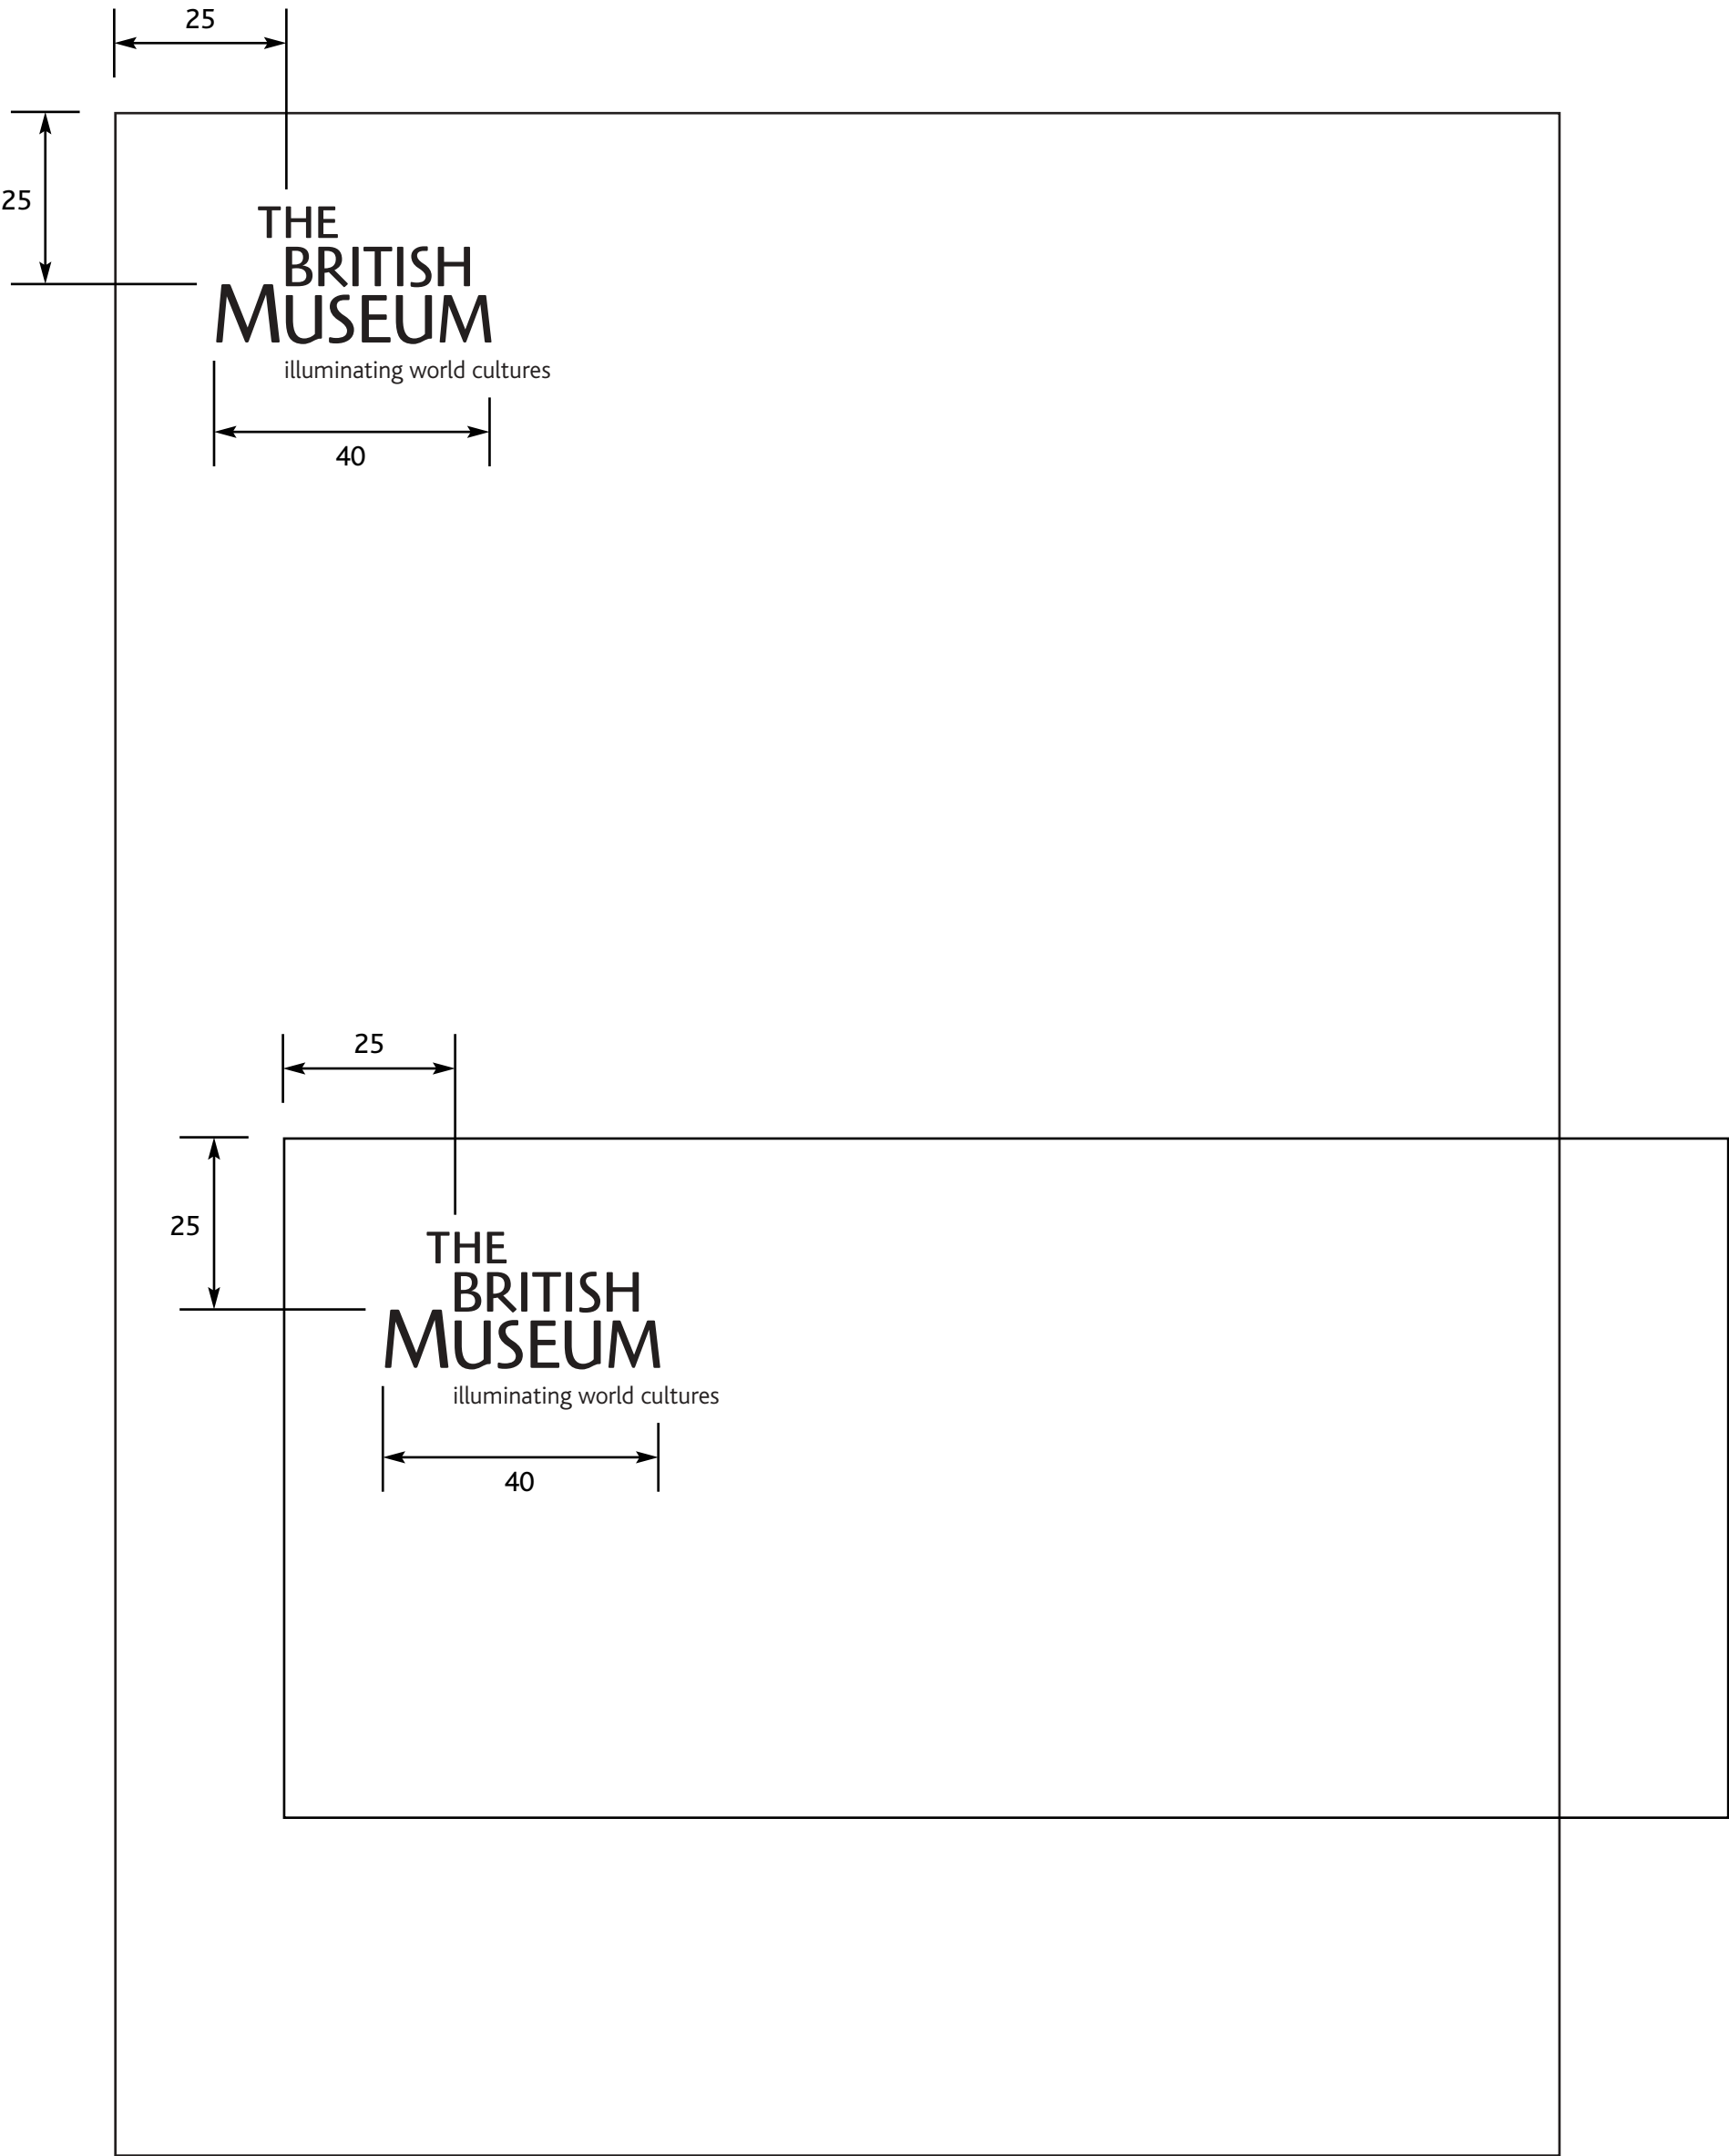 25
25
THE
BRITISH
MUSEUM
illuminating world cultures
40
25
25
THE
BRITISH
MUSEUM
illuminating world cultures
40